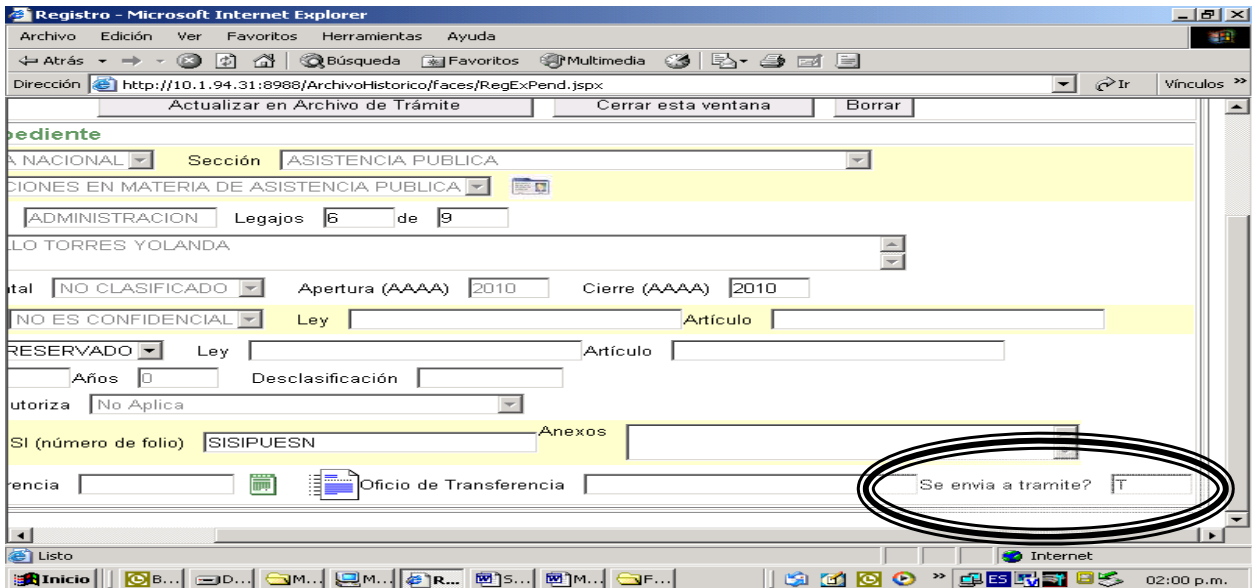 Registro - Microsoft Internet Explorer
Archivo Edición Ver Favoritos Herramientas Ayuda
Atrás Búsqueda Favoritos Multimedia
Dirección http://10.1.94.31:8988/ArchivoHistorico/faces/RegExPend.jspx Ir Vínculos »
Actualizar en Archivo de Trámite Cerrar esta ventana Borrar
pediente
A NACIONAL Sección ASISTENCIA PUBLICA
CIONES EN MATERIA DE ASISTENCIA PUBLICA
ADMINISTRACION Legajos 6 de 9
LLO TORRES YOLANDA
ntal NO CLASIFICADO Apertura (AAAA) 2010 Cierre (AAAA) 2010
NO ES CONFIDENCIAL Ley Artículo
RESERVADO Ley Artículo
Años 0 Desclasificación
utoriza No Aplica
SI (número de folio) SISIPUESN Anexos
rencia Oficio de Transferencia Se envia a tramite? T
Listo Internet
Inicio B... D... M... M... R... S... M... F... » ES 02:00 p.m.